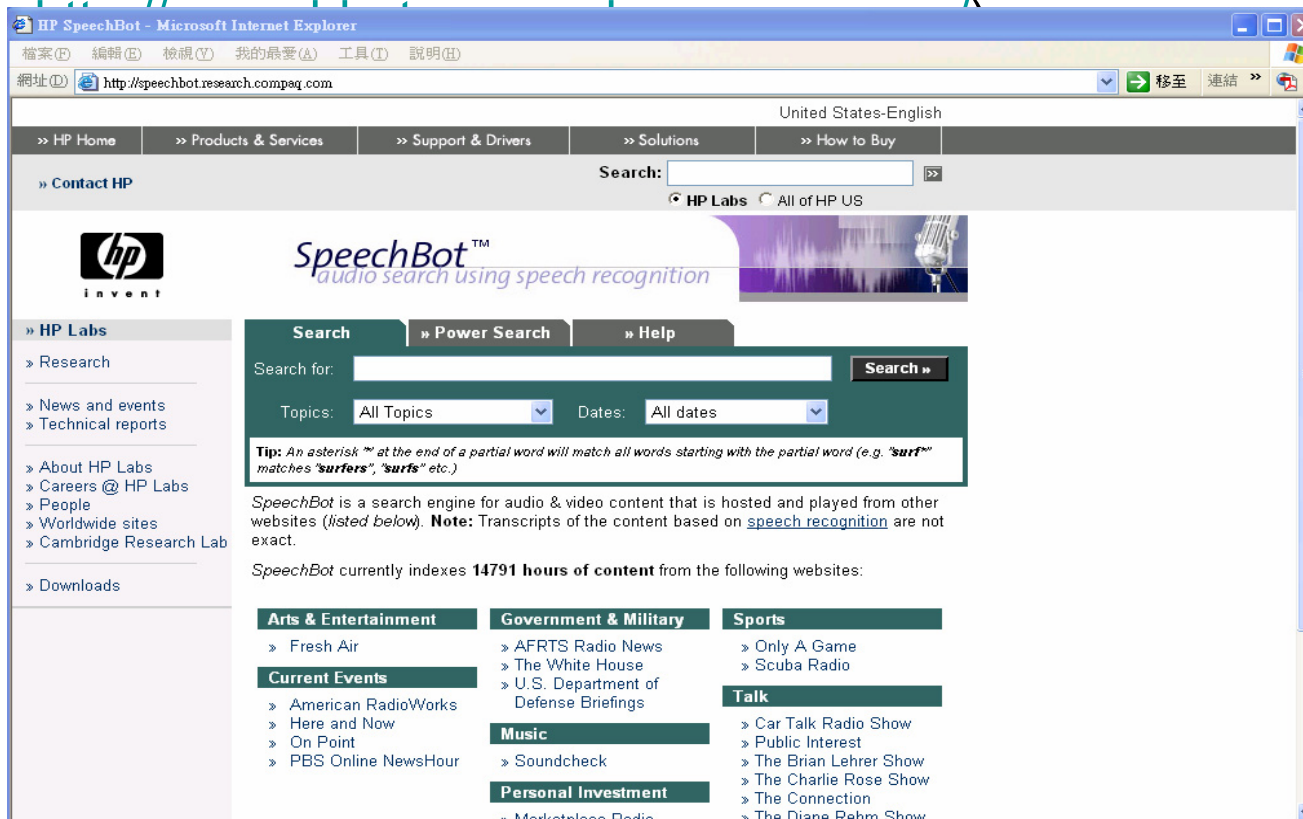 HP SpeechBot - Microsoft Internet Explorer
檔案(F) 編輯(E) 檢視(V) 我的最愛(A) 工具(T) 說明(H)
網址(D) http://speechbot.research.compaq.com 移至 連結 »
United States-English
» HP Home » Products & Services » Support & Drivers » Solutions » How to Buy
» Contact HP
Search: »
HP Labs All of HP US
hp
invent
SpeechBot™
audio search using speech recognition
» HP Labs
» Research
» News and events
» Technical reports
» About HP Labs
» Careers @ HP Labs
» People
» Worldwide sites
» Cambridge Research Lab
» Downloads
Search » Power Search » Help
Search for: Search »
Topics: All Topics Dates: All dates
Tip: An asterisk "*" at the end of a partial word will match all words starting with the partial word (e.g. "surf*"
matches "surfers", "surfs" etc.)
SpeechBot is a search engine for audio & video content that is hosted and played from other
websites (listed below). Note: Transcripts of the content based on speech recognition are not
exact.
SpeechBot currently indexes 14791 hours of content from the following websites:
Arts & Entertainment
» Fresh Air
Current Events
» American RadioWorks
» Here and Now
» On Point
» PBS Online NewsHour
Government & Military
» AFRTS Radio News
» The White House
» U.S. Department of
Defense Briefings
Music
» Soundcheck
Personal Investment
» Marketplace Radio
Sports
» Only A Game
» Scuba Radio
Talk
» Car Talk Radio Show
» Public Interest
» The Brian Lehrer Show
» The Charlie Rose Show
» The Connection
» The Diane Rehm Show